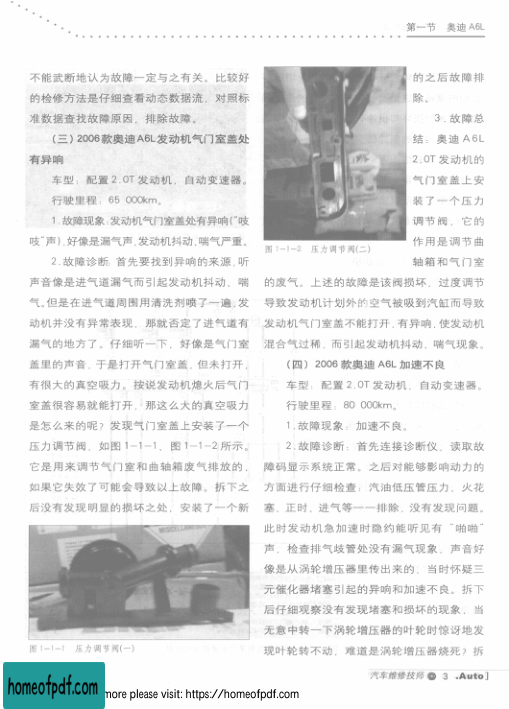 第一节 奥迪 A6L
不能武断地认为故障一定与之有关。比较好
的检修方法是仔细查看动态数据流，对照标
准数据查找故障原因，排除故障。
(三) 2006款奥迪A6L发动机气门室盖处
有异响
车型：配置 2.0T 发动机，自动变速器。
行驶里程：65 000km。
1.故障现象：发动机气门室盖处有异响("吱
吱"声)，好像是漏气声，发动机抖动，喘气严重。
2.故障诊断：首先要找到异响的来源，听
声音像是进气道漏气而引起发动机抖动、喘
气。但是在进气道周围用清洗剂喷了一遍，发
动机并没有异常表现，那就否定了进气道有
漏气的地方了。仔细听一下，好像是气门室
盖里的声音，于是打开气门室盖，但未打开，
有很大的真空吸力。按说发动机熄火后气门
室盖很容易就能打开，那这么大的真空吸力
是怎么来的呢？发现气门室盖上安装了一个
压力调节阀，如图 1-1-1、图 1-1-2 所示。
它是用来调节气门室和曲轴箱废气排放的，
如果它失效了可能会导致以上故障。拆下之
后没有发现明显的损坏之处，安装了一个新
图 1-1-1 压力调节阀(一)
图 1-1-2 压力调节阀(二)
的之后故障排
除。
3.故障总
结：奥迪 A6L
2.0T 发动机的
气门室盖上安
装了一个压力
调节阀，它的
作用是调节曲
轴箱和气门室
的废气。上述的故障是该阀损坏，过度调节
导致发动机计划外的空气被吸到汽缸而导致
发动机气门室盖不能打开，有异响，使发动机
混合气过稀，而引起发动机抖动、喘气现象。
(四) 2006 款奥迪 A6L 加速不良
车型：配置 2.0T 发动机，自动变速器。
行驶里程：80 000km。
1.故障现象：加速不良。
2.故障诊断：首先连接诊断仪，读取故
障码显示系统正常。之后对能够影响动力的
方面进行仔细检查：汽油低压管压力、火花
塞、正时、进气等一一排除，没有发现问题。
此时发动机急加速时隐约能听见有 "啪啪"
声，检查排气歧管处没有漏气现象，声音好
像是从涡轮增压器里传出来的，当时怀疑三
元催化器堵塞引起的异响和加速不良。拆下
后仔细观察没有发现堵塞和损坏的现象，当
无意中转一下涡轮增压器的叶轮时惊讶地发
现叶轮转不动，难道是涡轮增压器烧死？拆
汽车维修技师 3 .Auto]
homeofpdf.com
more please visit: https://homeofpdf.com